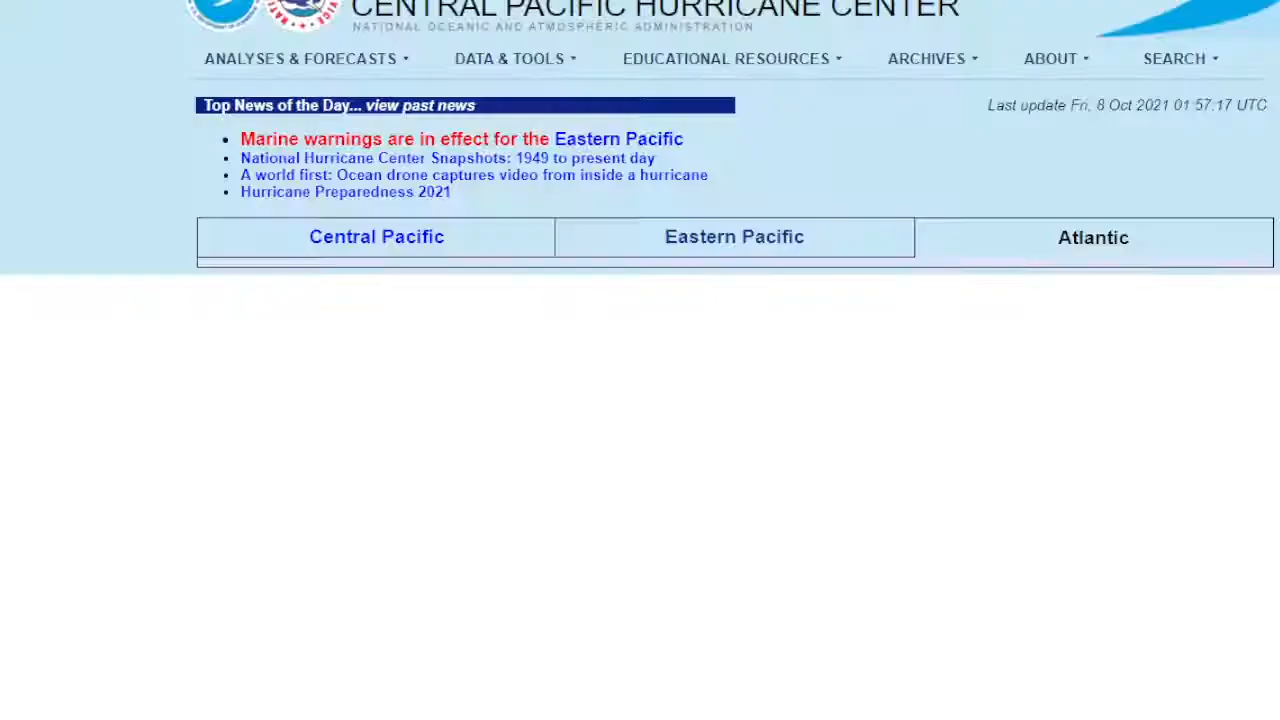 CENTRAL PACIFIC HURRICANE CENTER
NATIONAL OCEANIC AND ATMOSPHERIC ADMINISTRATION
ANALYSES & FORECASTS DATA & TOOLS EDUCATIONAL RESOURCES ARCHIVES ABOUT SEARCH
Top News of the Day... view past news
Last update Fri, 8 Oct 2021 01:57:17 UTC
Marine warnings are in effect for the Eastern Pacific
National Hurricane Center Snapshots: 1949 to present day
A world first: Ocean drone captures video from inside a hurricane
Hurricane Preparedness 2021
Central Pacific Eastern Pacific Atlantic